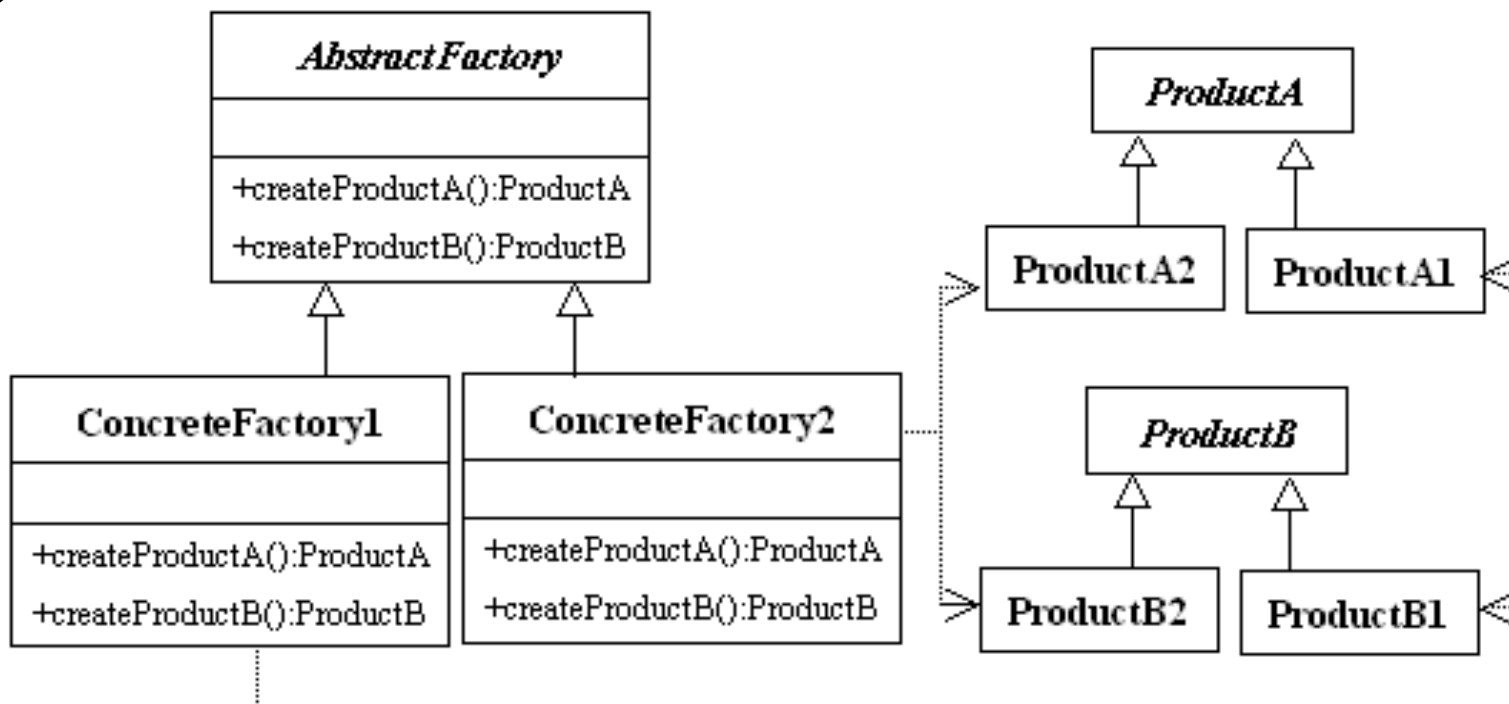 AbstractFactory
+createProductA():ProductA
+createProductB():ProductB
ConcreteFactory1
+createProductA():ProductA
+createProductB():ProductB
ConcreteFactory2
+createProductA():ProductA
+createProductB():ProductB
ProductA
ProductA2
ProductA1
ProductB
ProductB2
ProductB1